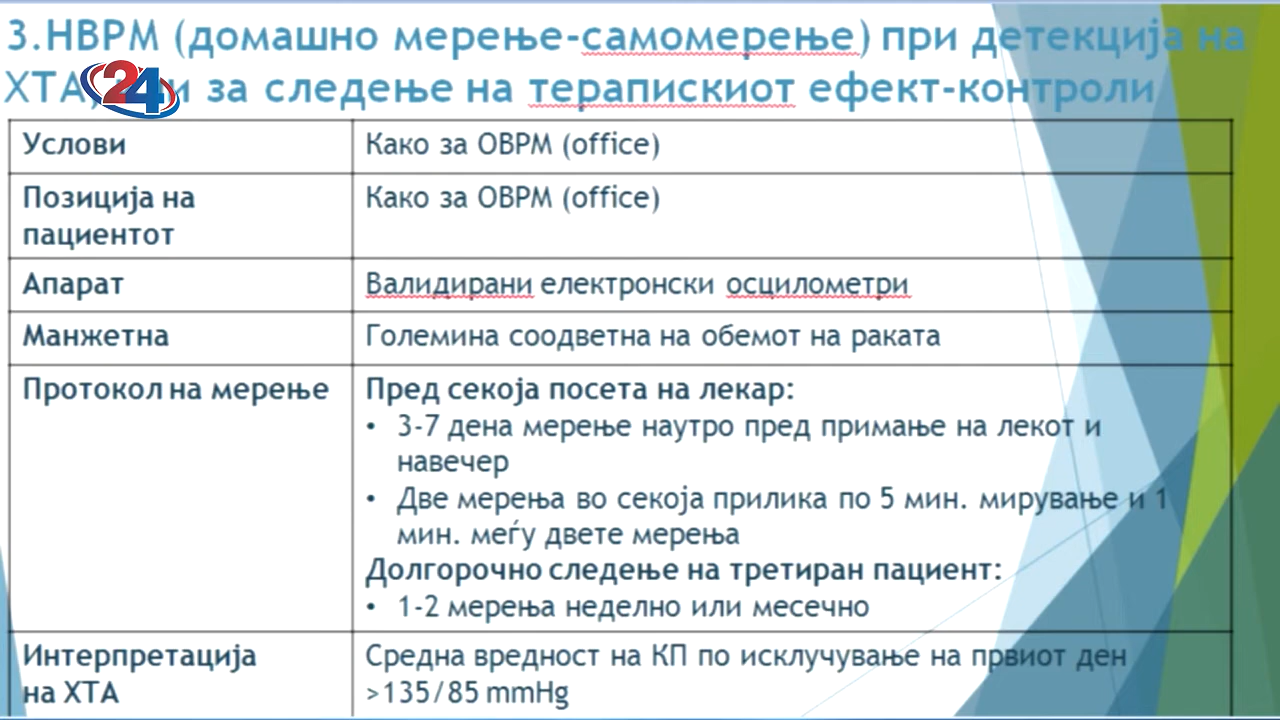 3.НВРМ (домашно мерење-самомерење) при детекција на
ХТА, за следење на терапискиот ефект-контроли
24
Услови
Како за ОВРМ (office)
Позиција на
пациентот
Како за ОВРМ (office)
Апарат
Валидирани електронски осцилометри
Манжетна
Големина соодветна на обемот на раката
Протокол на мерење
Пред секоја посета на лекар:
• 3-7 дена мерење наутро пред примање на лекот и
навечер
• Две мерења во секоја прилика по 5 мин. мирување и 1
мин. меѓу двете мерења
Долгорочно следење на третиран пациент:
• 1-2 мерења неделно или месечно
Интерпретација
на ХТА
Средна вредност на КП по исклучување на првиот ден
>135/85 mmHg